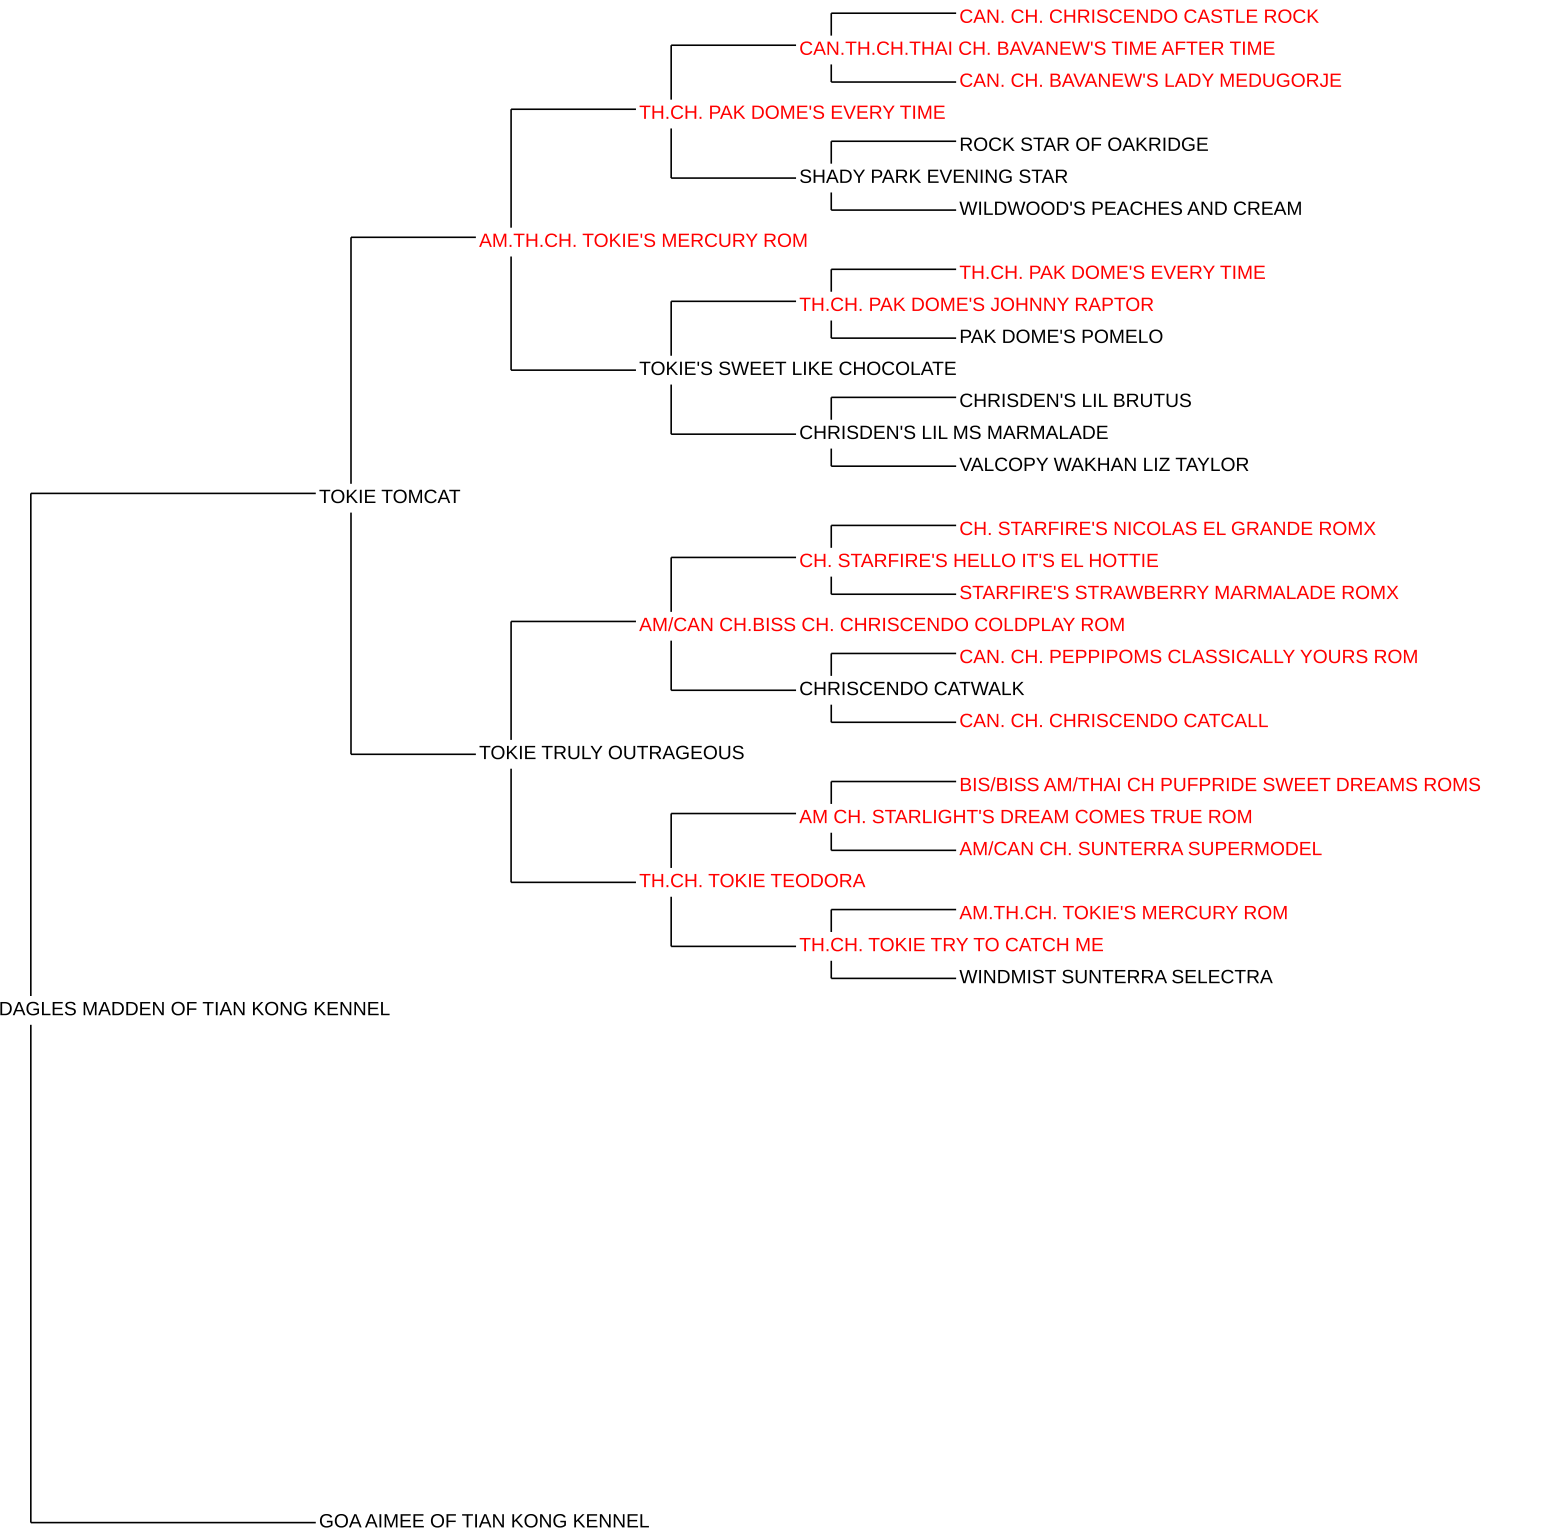 CAN. CH. CHRISCENDO CASTLE ROCK
CAN.TH.CH.THAI CH. BAVANEW'S TIME AFTER TIME
CAN. CH. BAVANEW'S LADY MEDUGORJE
TH.CH. PAK DOME'S EVERY TIME
ROCK STAR OF OAKRIDGE
SHADY PARK EVENING STAR
WILDWOOD'S PEACHES AND CREAM
AM.TH.CH. TOKIE'S MERCURY ROM
TH.CH. PAK DOME'S EVERY TIME
TH.CH. PAK DOME'S JOHNNY RAPTOR
PAK DOME'S POMELO
TOKIE'S SWEET LIKE CHOCOLATE
CHRISDEN'S LIL BRUTUS
CHRISDEN'S LIL MS MARMALADE
VALCOPY WAKHAN LIZ TAYLOR
TOKIE TOMCAT
CH. STARFIRE'S NICOLAS EL GRANDE ROMX
CH. STARFIRE'S HELLO IT'S EL HOTTIE
STARFIRE'S STRAWBERRY MARMALADE ROMX
AM/CAN CH.BISS CH. CHRISCENDO COLDPLAY ROM
CAN. CH. PEPPIPOMS CLASSICALLY YOURS ROM
CHRISCENDO CATWALK
CAN. CH. CHRISCENDO CATCALL
TOKIE TRULY OUTRAGEOUS
BIS/BISS AM/THAI CH PUFPRIDE SWEET DREAMS ROMS
AM CH. STARLIGHT'S DREAM COMES TRUE ROM
AM/CAN CH. SUNTERRA SUPERMODEL
TH.CH. TOKIE TEODORA
AM.TH.CH. TOKIE'S MERCURY ROM
TH.CH. TOKIE TRY TO CATCH ME
WINDMIST SUNTERRA SELECTRA
DAGLES MADDEN OF TIAN KONG KENNEL
GOA AIMEE OF TIAN KONG KENNEL